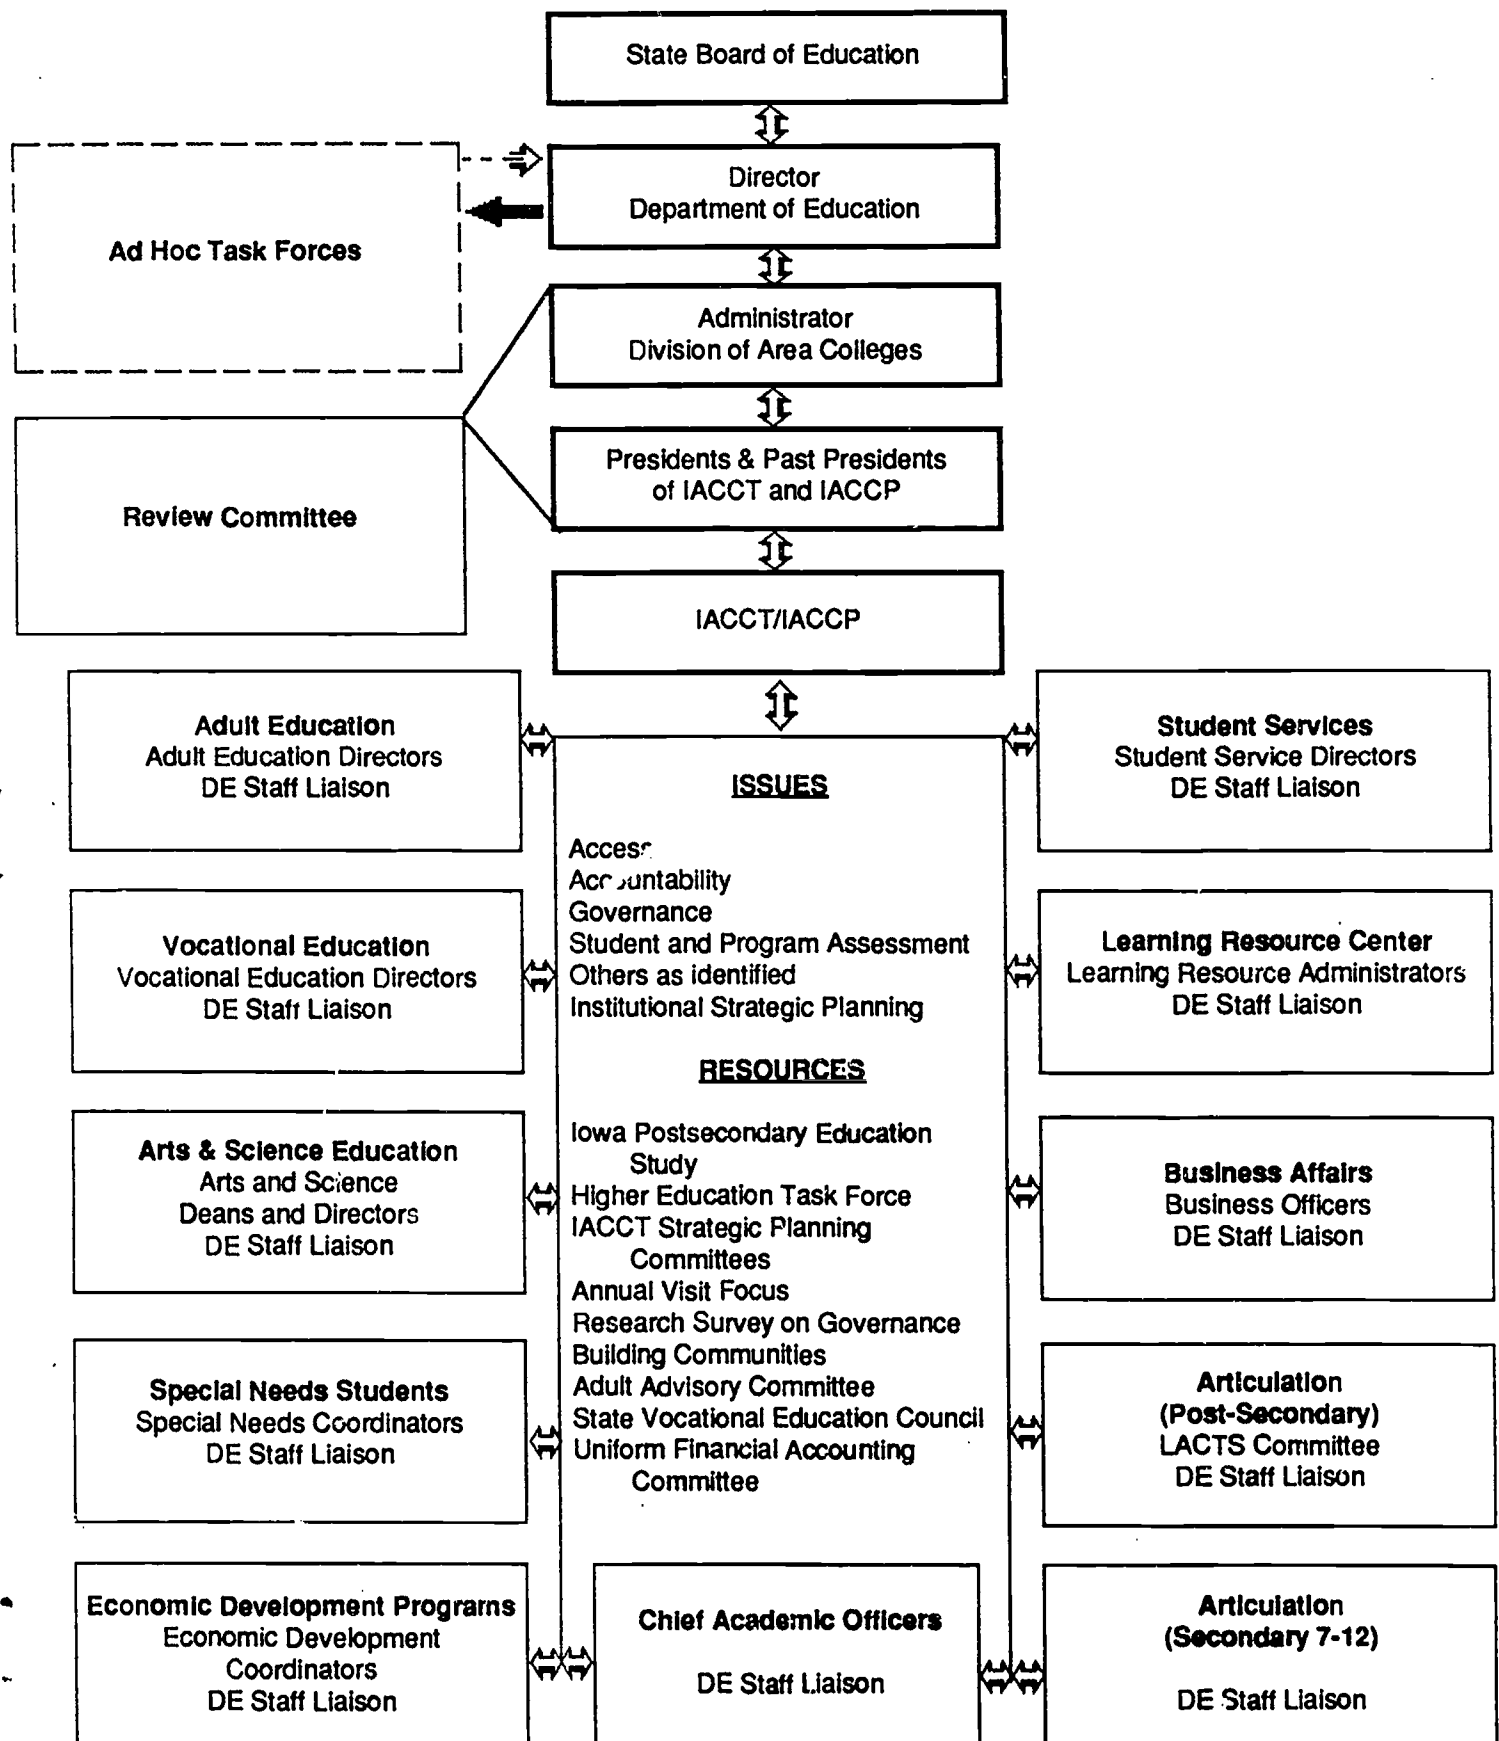 State Board of Education
Director
Department of Education
Ad Hoc Task Forces
Administrator
Division of Area Colleges
Presidents & Past Presidents
of IACCT and IACCP
Review Committee
IACCT/IACCP
Adult Education
Adult Education Directors
DE Staff Liaison
Student Services
Student Service Directors
DE Staff Liaison
ISSUES
Access
Accountability
Governance
Student and Program Assessment
Others as identified
Institutional Strategic Planning
Vocational Education
Vocational Education Directors
DE Staff Liaison
Learning Resource Center
Learning Resource Administrators
DE Staff Liaison
RESOURCES
Iowa Postsecondary Education
Study
Higher Education Task Force
IACCT Strategic Planning
Committees
Annual Visit Focus
Research Survey on Governance
Building Communities
Adult Advisory Committee
State Vocational Education Council
Uniform Financial Accounting
Committee
Arts & Science Education
Arts and Science
Deans and Directors
DE Staff Liaison
Business Affairs
Business Officers
DE Staff Liaison
Special Needs Students
Special Needs Coordinators
DE Staff Liaison
Articulation
(Post-Secondary)
LACTS Committee
DE Staff Liaison
Economic Development Programs
Economic Development
Coordinators
DE Staff Liaison
Chief Academic Officers
DE Staff Liaison
Articulation
(Secondary 7-12)
DE Staff Liaison